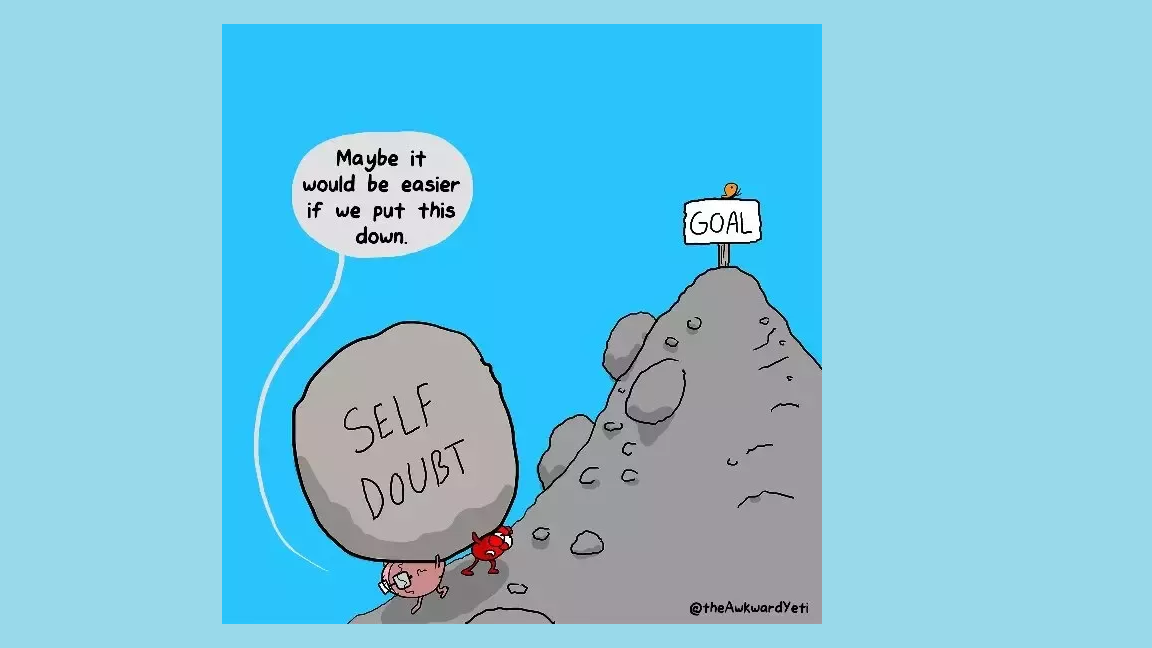 Maybe it
would be easier
if we put this
down.
GOAL
SELF
DOUBT
@theAwkwardYeti